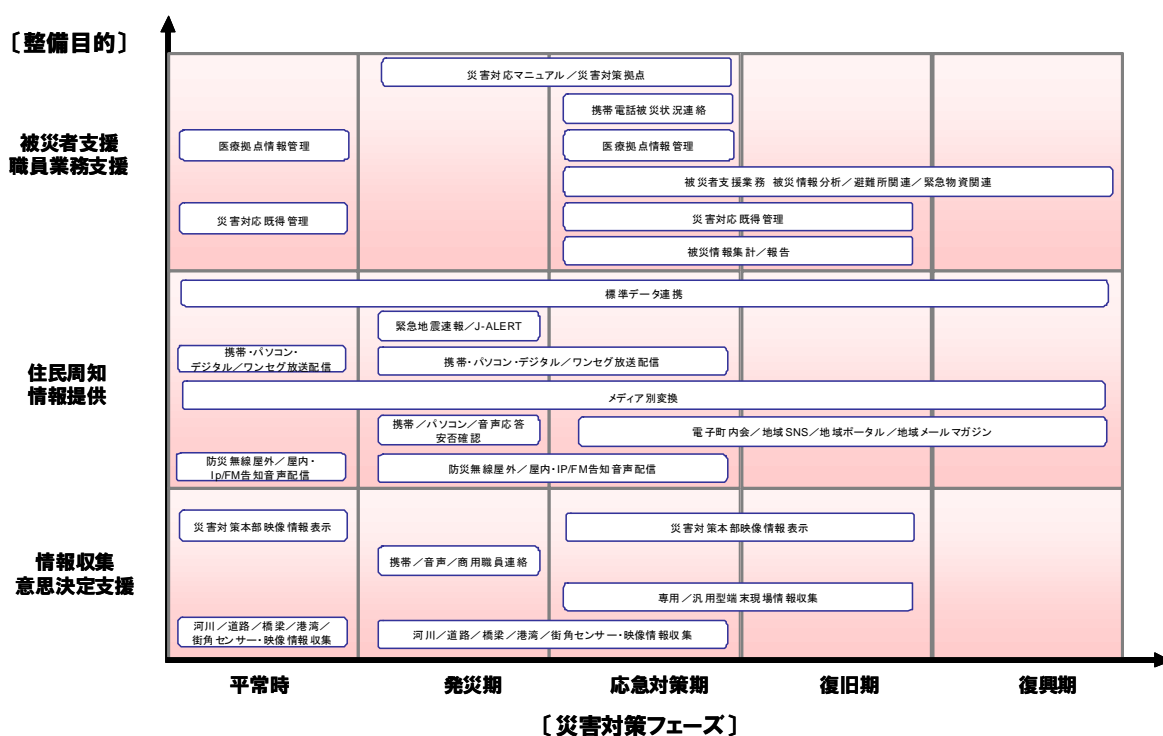 〔整備目的〕
災害対応マニュアル／災害対策拠点
携帯電話被災状況連絡
被災者支援
職員業務支援
医療拠点情報管理
医療拠点情報管理
被災者支援業務 被災情報分析／避難所関連／緊急物資関連
災害対応既得管理
災害対応既得管理
被災情報集計／報告
標準データ連携
緊急地震速報／J-ALERT
住民周知
情報提供
携帯・パソコン・
デジタル／ワンセグ放送配信
携帯・パソコン・デジタル／ワンセグ放送配信
メディア別変換
携帯／パソコン／音声応答
安否確認
電子町内会／地域SNS／地域ポータル／地域メールマガジン
防災無線屋外／屋内・
Ip/FM告知音声配信
防災無線屋外／屋内・IP/FM告知音声配信
情報収集
意思決定支援
災害対策本部映像情報表示
災害対策本部映像情報表示
携帯／音声／商用職員連絡
専用／汎用型端末現場情報収集
河川／道路／橋梁／港湾／
街角センサー・映像情報収集
河川／道路／橋梁／港湾／街角センサー・映像情報収集
平常時
発災期
応急対策期
復旧期
復興期
〔災害対策フェーズ〕